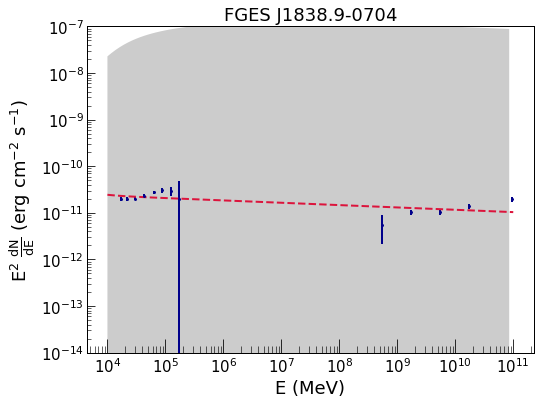 FGES J1838.9-0704
10⁻⁷
10⁻⁸
10⁻⁹
10⁻¹⁰
10⁻¹¹
10⁻¹²
10⁻¹³
10⁻¹⁴
E² dN/dE (erg cm⁻² s⁻¹)
10⁴ 10⁵ 10⁶ 10⁷ 10⁸ 10⁹ 10¹⁰ 10¹¹
E (MeV)